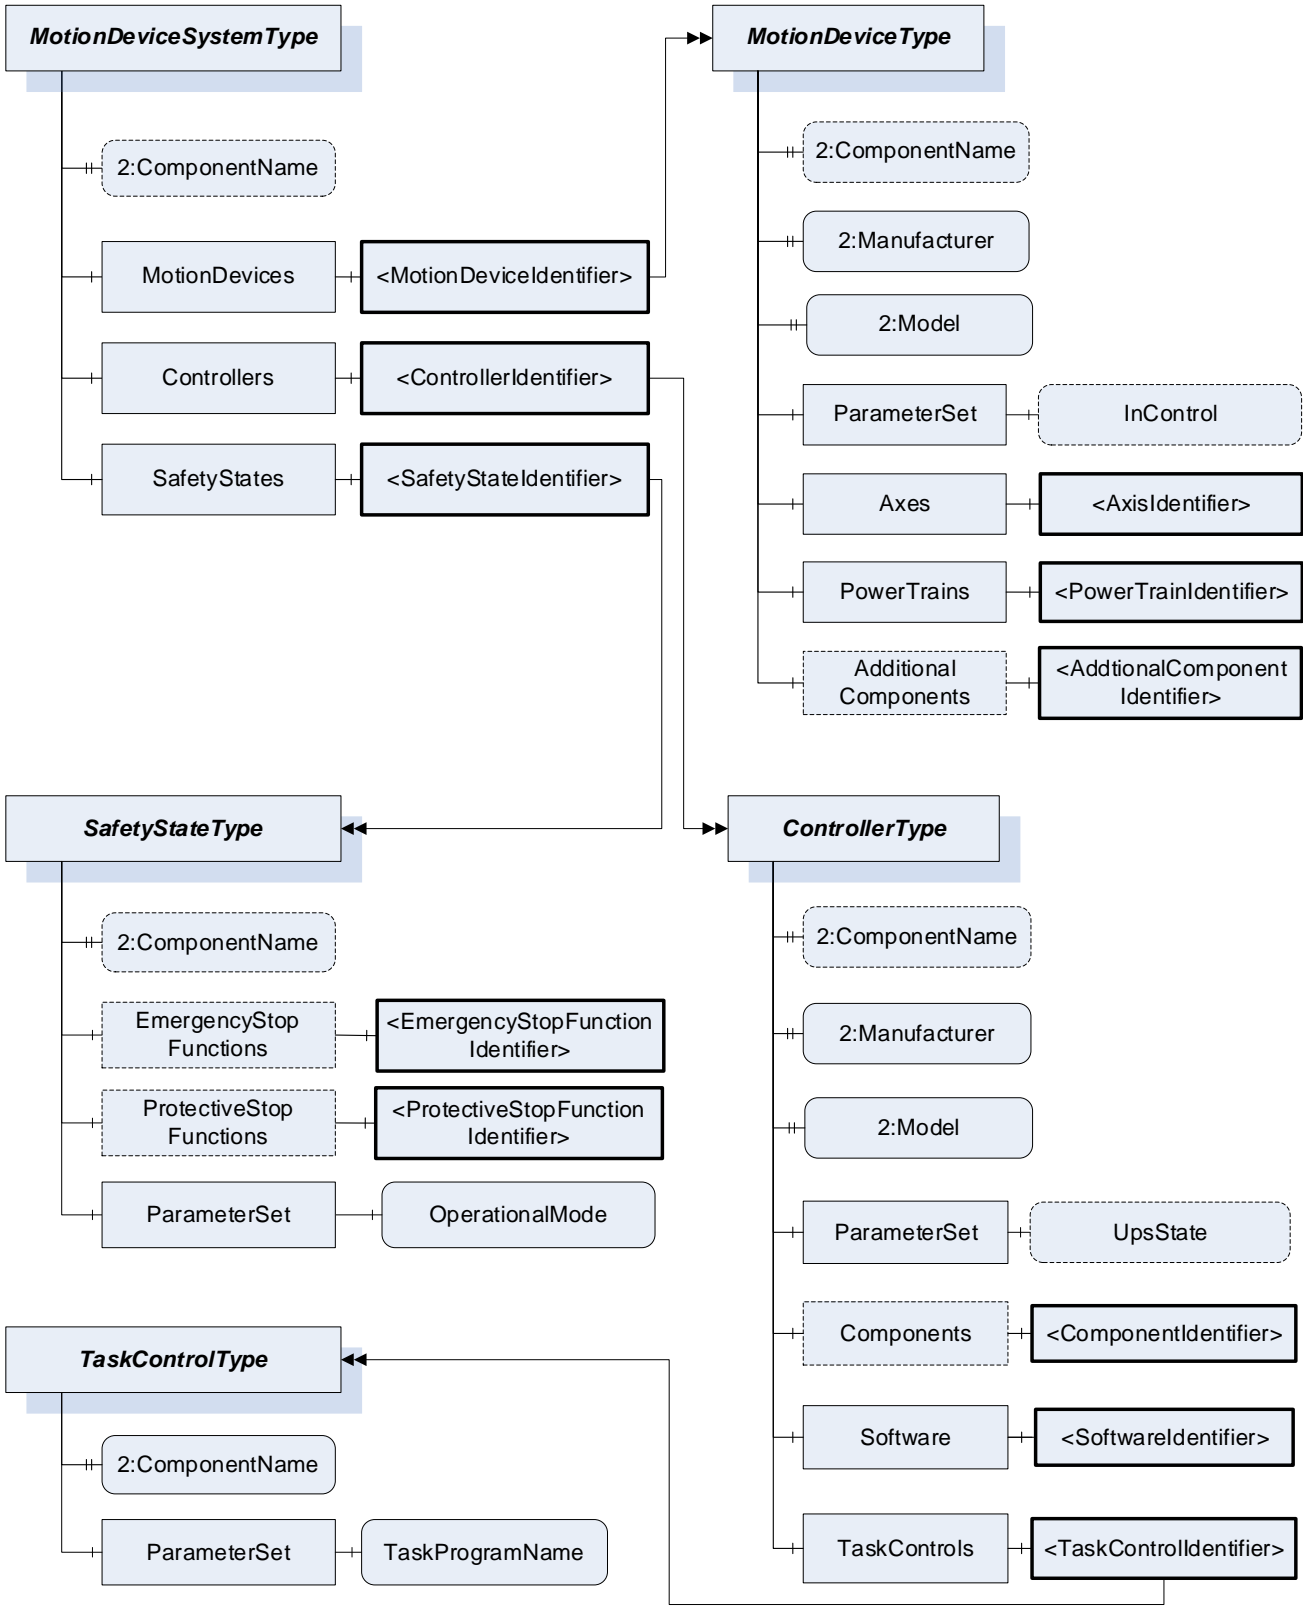 MotionDeviceSystemType
2:ComponentName
MotionDevices
<MotionDeviceIdentifier>
Controllers
<ControllerIdentifier>
SafetyStates
<SafetyStateIdentifier>
MotionDeviceType
2:ComponentName
2:Manufacturer
2:Model
ParameterSet
InControl
Axes
<AxisIdentifier>
PowerTrains
<PowerTrainIdentifier>
Additional
Components
<AddtionalComponent
Identifier>
SafetyStateType
2:ComponentName
EmergencyStop
Functions
<EmergencyStopFunction
Identifier>
ProtectiveStop
Functions
<ProtectiveStopFunction
Identifier>
ParameterSet
OperationalMode
ControllerType
2:ComponentName
2:Manufacturer
2:Model
ParameterSet
UpsState
Components
<ComponentIdentifier>
Software
<SoftwareIdentifier>
TaskControls
<TaskControlIdentifier>
TaskControlType
2:ComponentName
ParameterSet
TaskProgramName